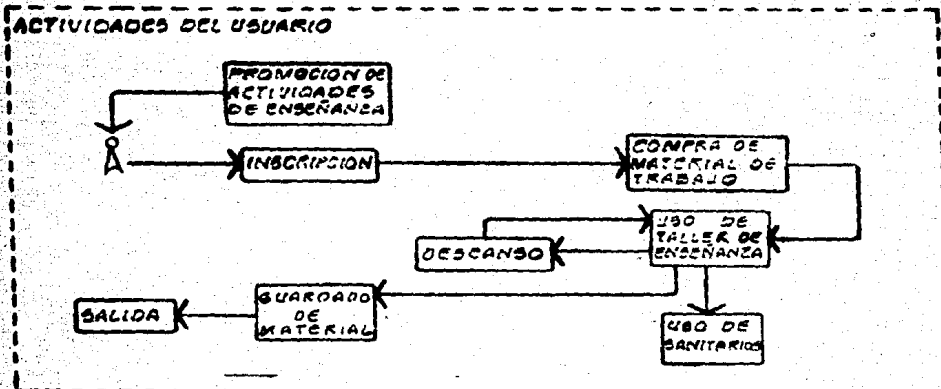 ACTIVIDADES DEL USUARIO
PROMOCION DE
ACTIVIDADES
DE ENSEÑANZA
INSCRIPCION
COMPRA DE
MATERIAL DE
TRABAJO
USO DE
TALLER DE
ENSEÑANZA
DESCANSO
GUARDADO
DE
MATERIAL
SALIDA
USO DE
SANITARIOS